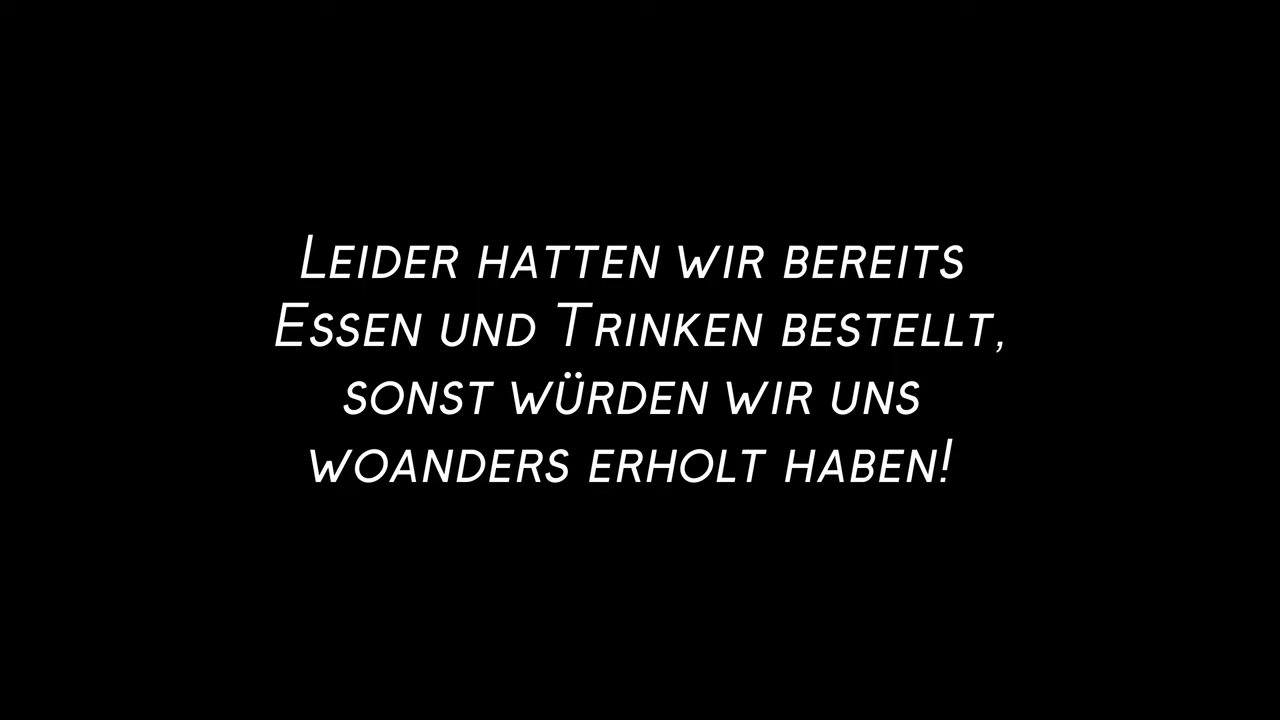 Leider hatten wir bereits
Essen und Trinken bestellt,
sonst würden wir uns
woanders erholt haben!